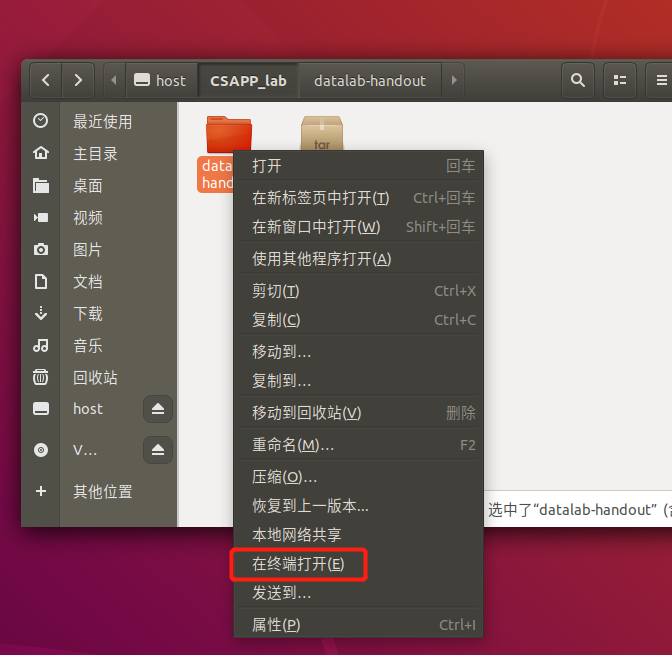 host CSAPP_lab datalab-handout
最近使用
主目录
桌面
视频
图片
文档
下载
音乐
回收站
host
V…
其他位置
data
hand
tar
打开 回车
在新标签页中打开(T) Ctrl+回车
在新窗口中打开(W) Shift+回车
使用其他程序打开(A)
剪切(T) Ctrl+X
复制(C) Ctrl+C
移动到…
复制到…
移动到回收站(V) 删除
重命名(M)… F2
压缩(O)…
恢复到上一版本…
本地网络共享
在终端打开(E)
发送到…
属性(P) Ctrl+I
选中了“datalab-handout” (